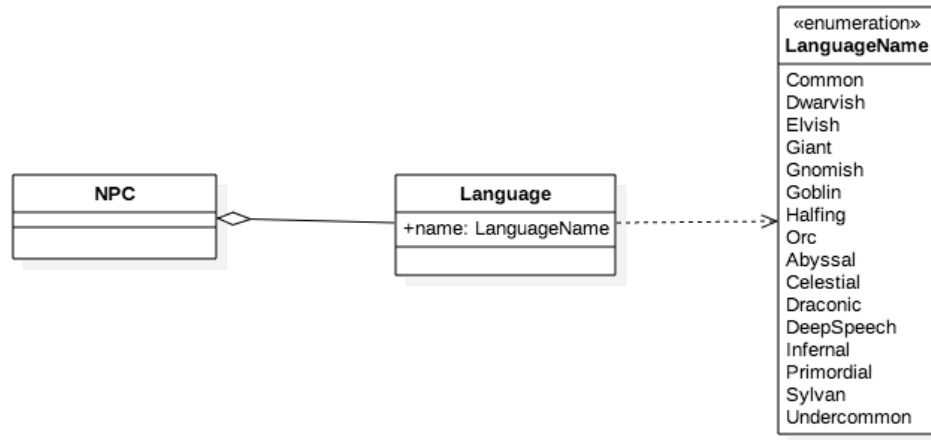 NPC
Language
+name: LanguageName
«enumeration»
LanguageName
Common
Dwarvish
Elvish
Giant
Gnomish
Goblin
Halfing
Orc
Abyssal
Celestial
Draconic
DeepSpeech
Infernal
Primordial
Sylvan
Undercommon